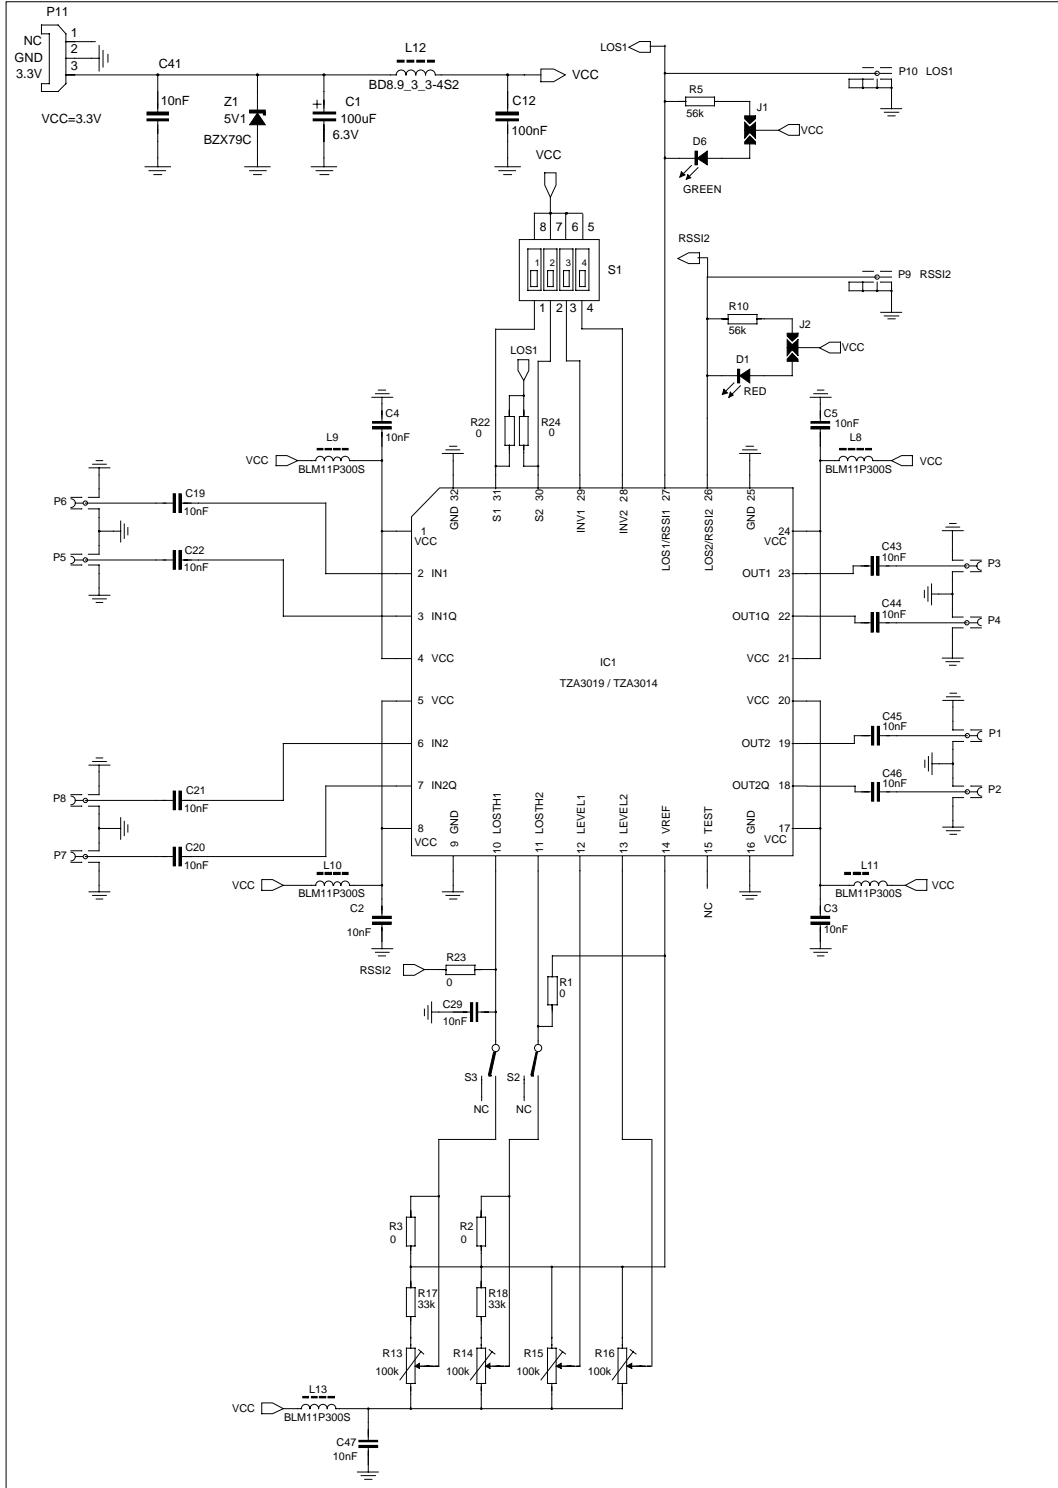 P11
NC
1
GND
2
3.3V
3
VCC=3.3V
C41
10nF
Z1
5V1
BZX79C
+
C1
100uF
6.3V
L12
BD8.9_3_3-4S2
VCC
C12
100nF
LOS1
P10 LOS1
R5
56k
J1
VCC
D6
GREEN
VCC
8 7 6 5
1 2 3 4
S1
1 2 3 4
RSSI2
P9 RSSI2
R10
56k
J2
VCC
D1
RED
LOS1
R22
0
R24
0
C4
10nF
L9
VCC
BLM11P300S
C5
10nF
L8
VCC
BLM11P300S
P6
C19
10nF
P5
C22
10nF
GND 32
S1 31
S2 30
INV1 29
INV2 28
LOS1/RSSI1 27
LOS2/RSSI2 26
GND 25
1
VCC
24
VCC
2 IN1
OUT1 23
3 IN1Q
OUT1Q 22
4 VCC
VCC 21
IC1
TZA3019 / TZA3014
5 VCC
VCC 20
6 IN2
OUT2 19
7 IN2Q
OUT2Q 18
8
VCC
17
VCC
C43
10nF
P3
C44
10nF
P4
C45
10nF
P1
C46
10nF
P2
P8
C21
10nF
P7
C20
10nF
9 GND
10 LOSTH1
11 LOSTH2
12 LEVEL1
13 LEVEL2
14 VREF
15 TEST
16 GND
L10
VCC
BLM11P300S
C2
10nF
NC
L11
VCC
BLM11P300S
C3
10nF
RSSI2
R23
0
R1
0
C29
10nF
S3
NC
S2
NC
R3
0
R2
0
R17
33k
R18
33k
R13
100k
R14
100k
R15
100k
R16
100k
L13
VCC
BLM11P300S
C47
10nF